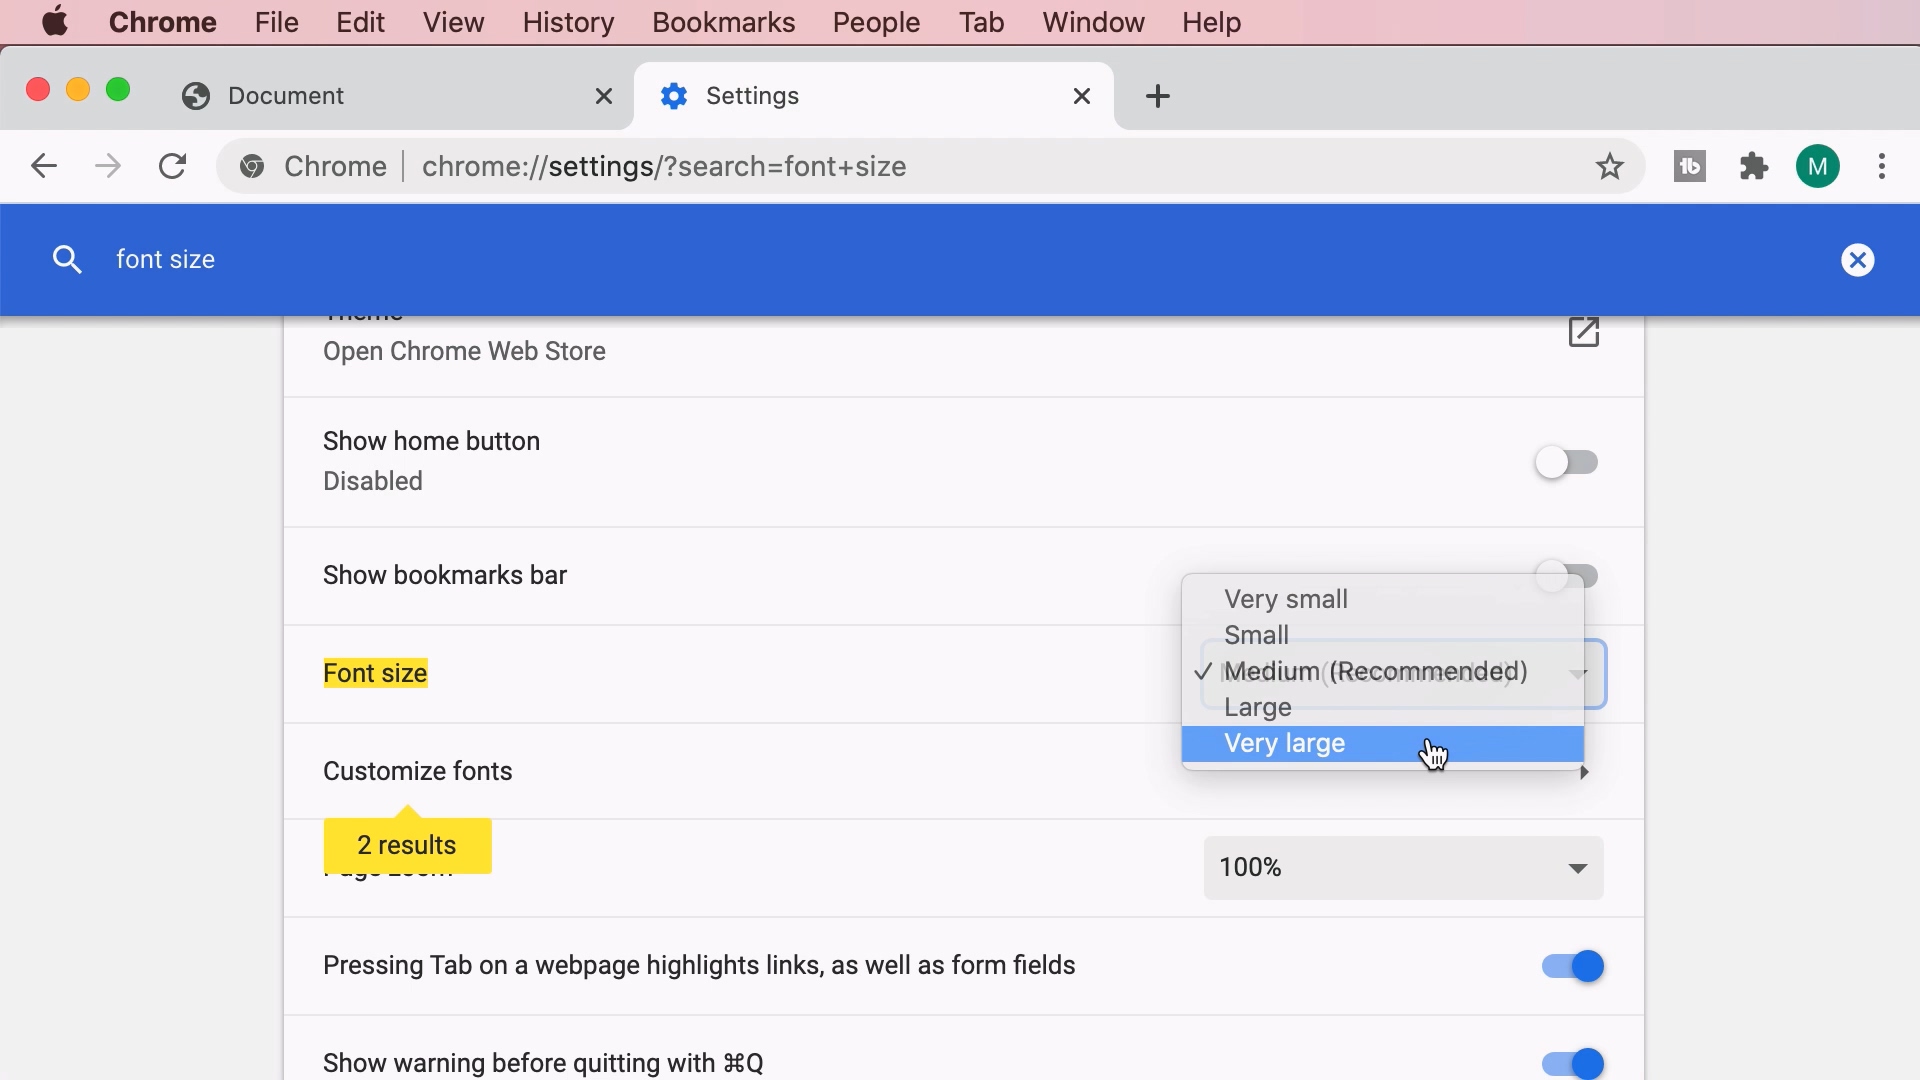 Chrome File Edit View History Bookmarks People Tab Window Help
Document
Settings
Chrome
chrome://settings/?search=font+size
M
font size
Theme
Open Chrome Web Store
Show home button
Disabled
Show bookmarks bar
Font size
Very small
Small
✓ Medium (Recommended)
Large
Very large
Customize fonts
2 results
100%
Pressing Tab on a webpage highlights links, as well as form fields
Show warning before quitting with ⌘Q